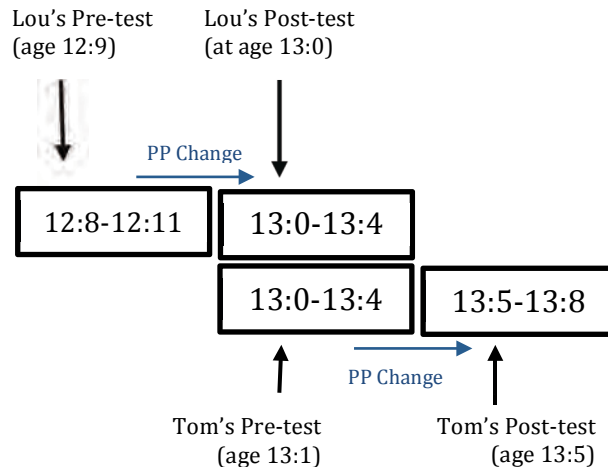 Lou’s Pre-test
(age 12:9)
Lou’s Post-test
(at age 13:0)
PP Change
12:8-12:11
13:0-13:4
13:0-13:4
13:5-13:8
PP Change
Tom’s Pre-test
(age 13:1)
Tom’s Post-test
(age 13:5)